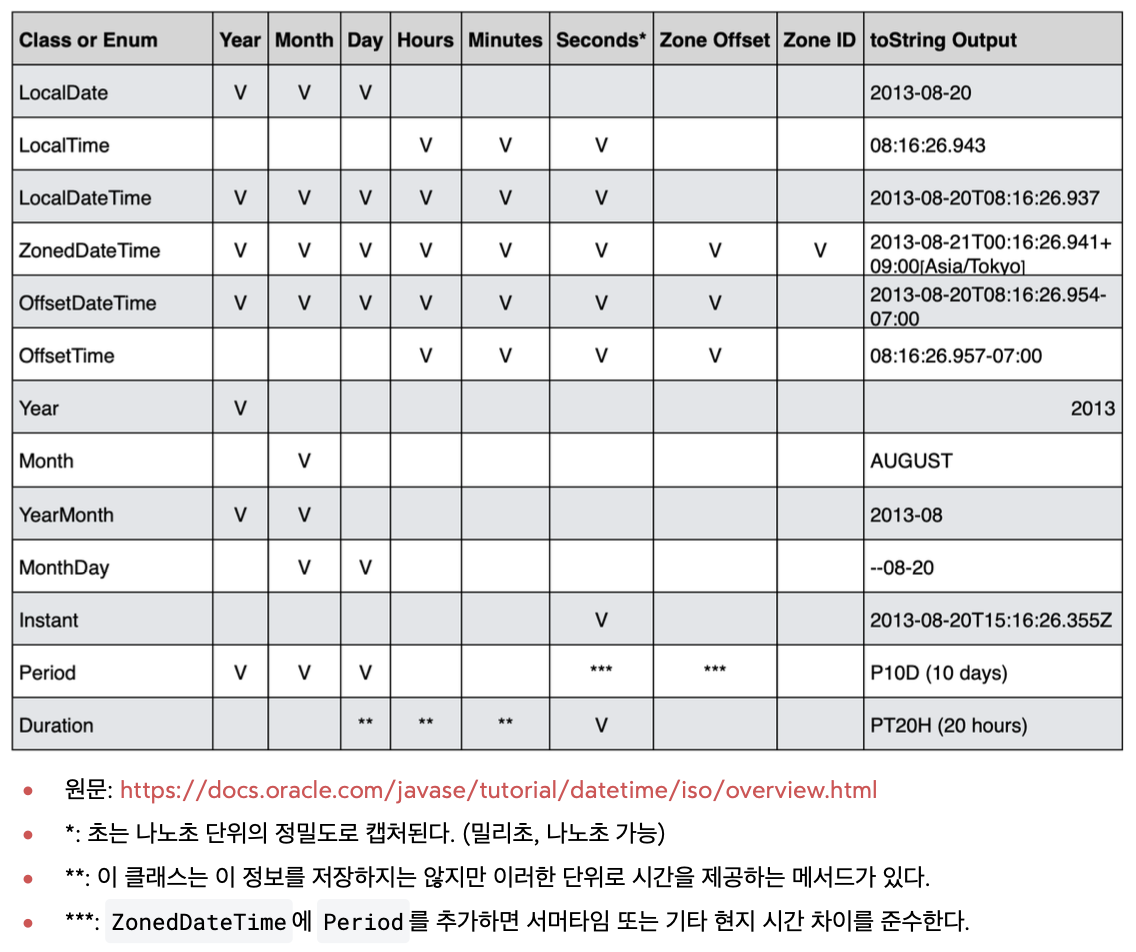 Class or Enum Year Month Day Hours Minutes Seconds* Zone Offset Zone ID toString Output
LocalDate V V V 2013-08-20
LocalTime V V V 08:16:26.943
LocalDateTime V V V V V V 2013-08-20T08:16:26.937
ZonedDateTime V V V V V V V V 2013-08-21T00:16:26.941+
09:00[Asia/Tokyo]
OffsetDateTime V V V V V V V 2013-08-20T08:16:26.954-
07:00
OffsetTime V V V V 08:16:26.957-07:00
Year V 2013
Month V AUGUST
YearMonth V V 2013-08
MonthDay V V --08-20
Instant V 2013-08-20T15:16:26.355Z
Period V V V *** *** P10D (10 days)
Duration ** ** ** V PT20H (20 hours)
• 원문: https://docs.oracle.com/javase/tutorial/datetime/iso/overview.html
• *: 초는 나노초 단위의 정밀도로 캡처된다. (밀리초, 나노초 가능)
• **: 이 클래스는 이 정보를 저장하지는 않지만 이러한 단위로 시간을 제공하는 메서드가 있다.
• ***: ZonedDateTime 에 Period 를 추가하면 서머타임 또는 기타 현지 시간 차이를 준수한다.